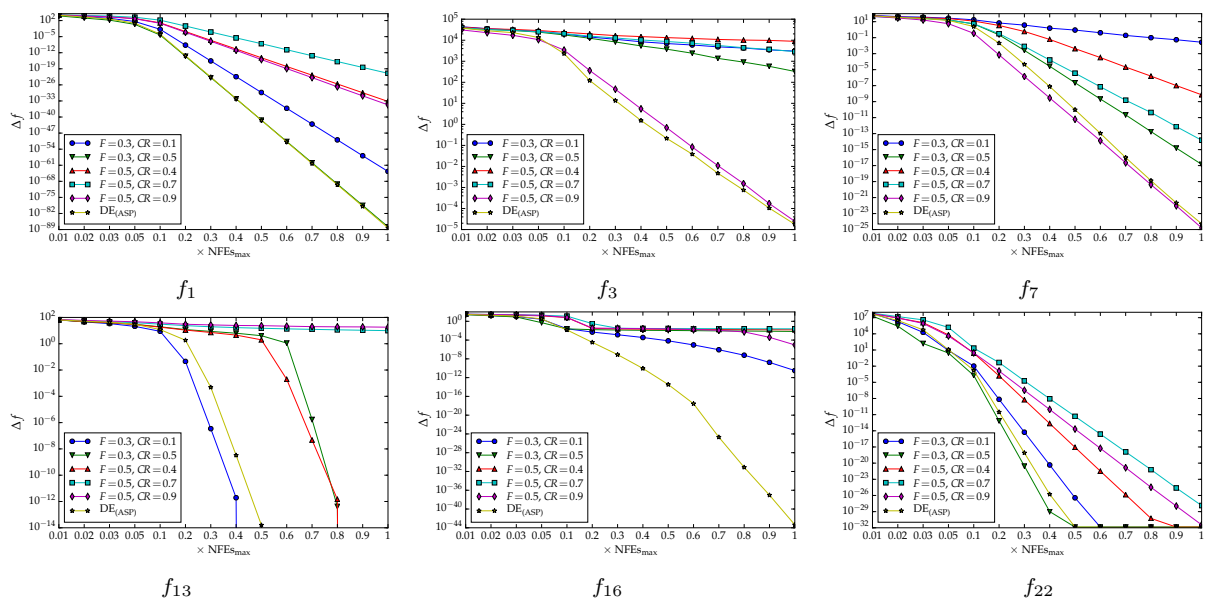 10^2
10^-5
10^-12
10^-19
10^-26
10^-33
10^-40
10^-47
10^-54
10^-61
10^-68
10^-75
10^-82
10^-89
Δf
F=0.3, CR=0.1
F=0.3, CR=0.5
F=0.5, CR=0.4
F=0.5, CR=0.7
F=0.5, CR=0.9
DE(ASP)
0.01 0.02 0.03 0.05 0.1 0.2 0.3 0.4 0.5 0.6 0.7 0.8 0.9 1
× NFEsmax
f1
10^5
10^4
10^3
10^2
10^1
10^0
10^-1
10^-2
10^-3
10^-4
10^-5
Δf
F=0.3, CR=0.1
F=0.3, CR=0.5
F=0.5, CR=0.4
F=0.5, CR=0.7
F=0.5, CR=0.9
DE(ASP)
0.01 0.02 0.03 0.05 0.1 0.2 0.3 0.4 0.5 0.6 0.7 0.8 0.9 1
× NFEsmax
f3
10^1
10^-1
10^-3
10^-5
10^-7
10^-9
10^-11
10^-13
10^-15
10^-17
10^-19
10^-21
10^-23
10^-25
Δf
F=0.3, CR=0.1
F=0.3, CR=0.5
F=0.5, CR=0.4
F=0.5, CR=0.7
F=0.5, CR=0.9
DE(ASP)
0.01 0.02 0.03 0.05 0.1 0.2 0.3 0.4 0.5 0.6 0.7 0.8 0.9 1
× NFEsmax
f7
10^2
10^0
10^-2
10^-4
10^-6
10^-8
10^-10
10^-12
10^-14
Δf
F=0.3, CR=0.1
F=0.3, CR=0.5
F=0.5, CR=0.4
F=0.5, CR=0.7
F=0.5, CR=0.9
DE(ASP)
0.01 0.02 0.03 0.05 0.1 0.2 0.3 0.4 0.5 0.6 0.7 0.8 0.9 1
× NFEsmax
f13
10^0
10^-4
10^-8
10^-12
10^-16
10^-20
10^-24
10^-28
10^-32
10^-36
10^-40
10^-44
Δf
F=0.3, CR=0.1
F=0.3, CR=0.5
F=0.5, CR=0.4
F=0.5, CR=0.7
F=0.5, CR=0.9
DE(ASP)
0.01 0.02 0.03 0.05 0.1 0.2 0.3 0.4 0.5 0.6 0.7 0.8 0.9 1
× NFEsmax
f16
10^7
10^4
10^1
10^-2
10^-5
10^-8
10^-11
10^-14
10^-17
10^-20
10^-23
10^-26
10^-29
10^-32
Δf
F=0.3, CR=0.1
F=0.3, CR=0.5
F=0.5, CR=0.4
F=0.5, CR=0.7
F=0.5, CR=0.9
DE(ASP)
0.01 0.02 0.03 0.05 0.1 0.2 0.3 0.4 0.5 0.6 0.7 0.8 0.9 1
× NFEsmax
f22